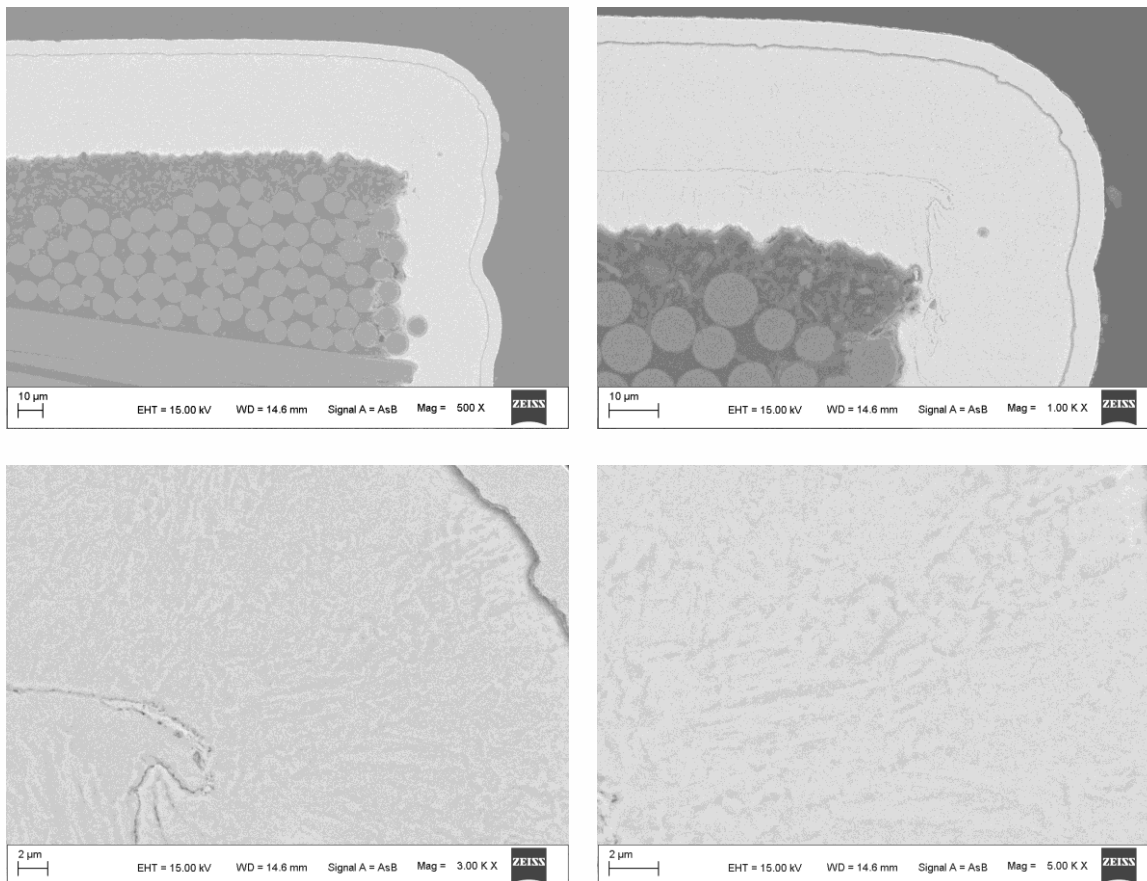 10 µm
EHT = 15.00 kV WD = 14.6 mm Signal A = AsB Mag = 500 X
ZEISS
10 µm
EHT = 15.00 kV WD = 14.6 mm Signal A = AsB Mag = 1.00 K X
ZEISS
2 µm
EHT = 15.00 kV WD = 14.6 mm Signal A = AsB Mag = 3.00 K X
ZEISS
2 µm
EHT = 15.00 kV WD = 14.6 mm Signal A = AsB Mag = 5.00 K X
ZEISS